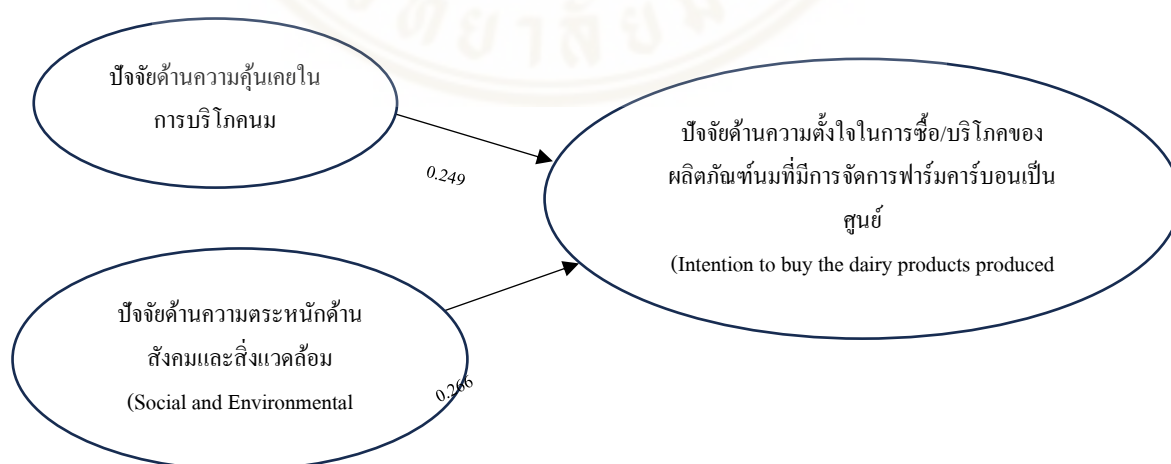 ปัจจัยด้านความคุ้นเคยใน
การบริโภคนม
0.249
ปัจจัยด้านความตั้งใจในการซื้อ/บริโภคของ
ผลิตภัณฑ์นมที่มีการจัดการฟาร์มคาร์บอนเป็น
ศูนย์
(Intention to buy the dairy products produced
ปัจจัยด้านความตระหนักด้าน
สังคมและสิ่งแวดล้อม
(Social and Environmental
0.266